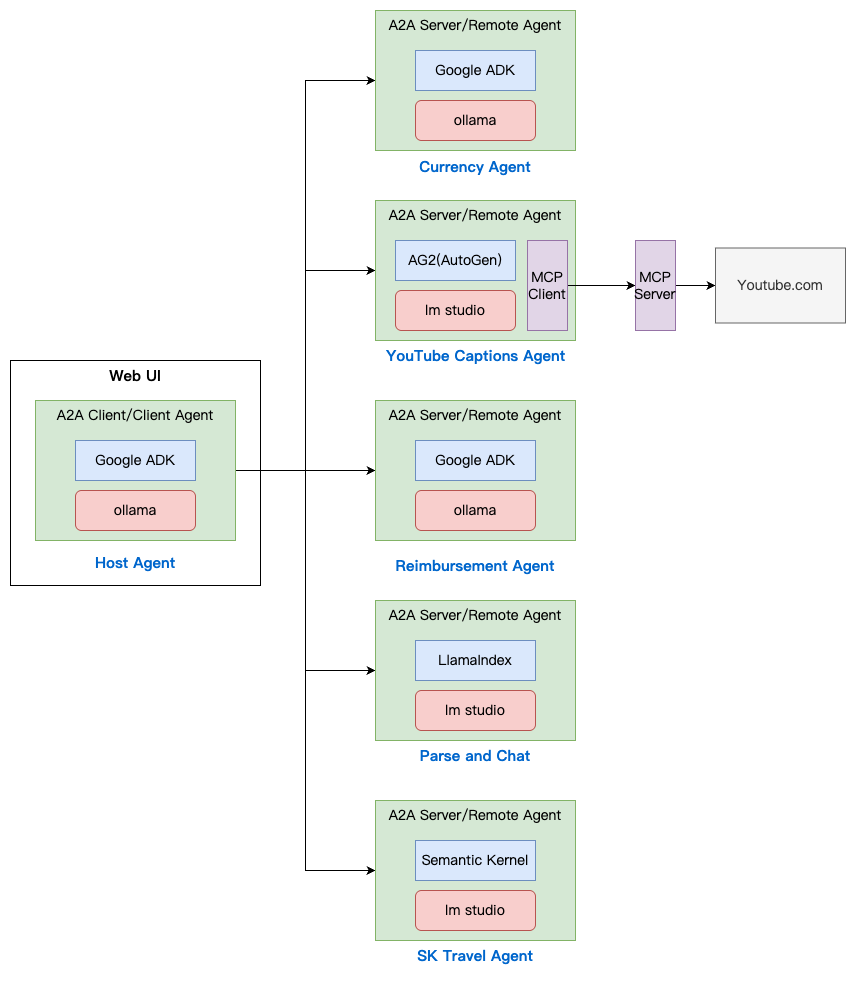 A2A Server/Remote Agent
Google ADK
ollama
Currency Agent
A2A Server/Remote Agent
AG2(AutoGen)
lm studio
MCP
Client
MCP
Server
Youtube.com
YouTube Captions Agent
Web UI
A2A Client/Client Agent
Google ADK
ollama
Host Agent
A2A Server/Remote Agent
Google ADK
ollama
Reimbursement Agent
A2A Server/Remote Agent
LlamaIndex
lm studio
Parse and Chat
A2A Server/Remote Agent
Semantic Kernel
lm studio
SK Travel Agent